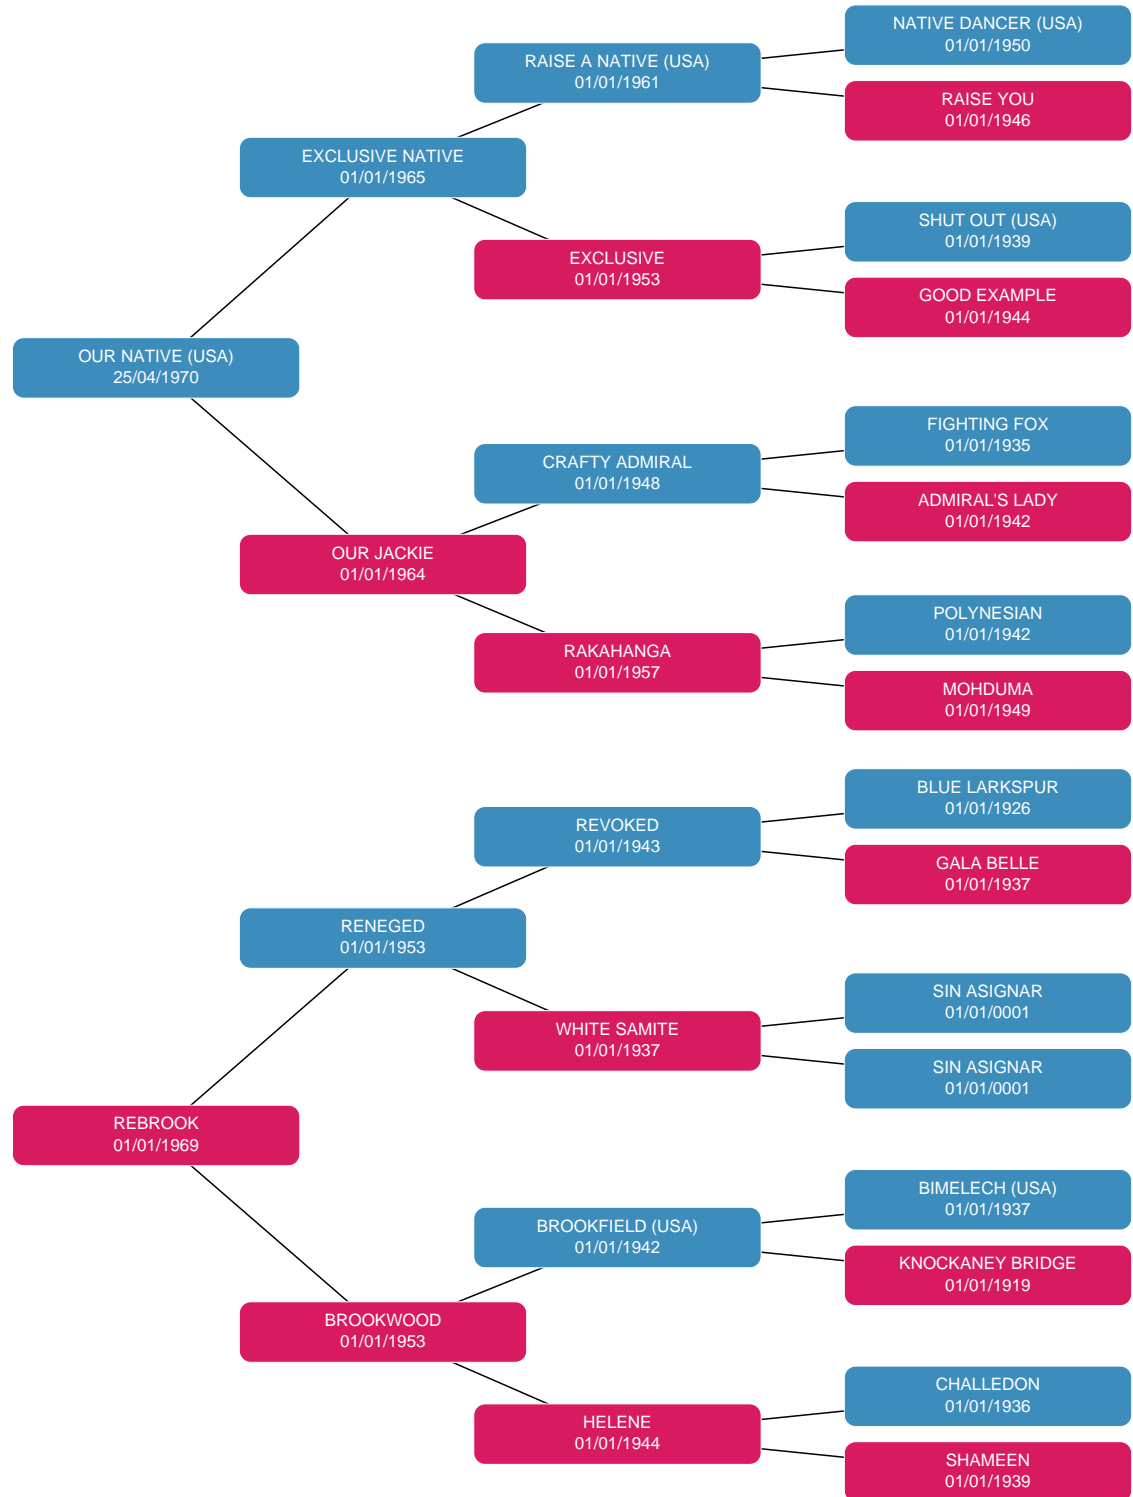 NATIVE DANCER (USA)
01/01/1950
RAISE A NATIVE (USA)
01/01/1961
RAISE YOU
01/01/1946
EXCLUSIVE NATIVE
01/01/1965
SHUT OUT (USA)
01/01/1939
EXCLUSIVE
01/01/1953
GOOD EXAMPLE
01/01/1944
OUR NATIVE (USA)
25/04/1970
FIGHTING FOX
01/01/1935
CRAFTY ADMIRAL
01/01/1948
ADMIRAL'S LADY
01/01/1942
OUR JACKIE
01/01/1964
POLYNESIAN
01/01/1942
RAKAHANGA
01/01/1957
MOHDUMA
01/01/1949
BLUE LARKSPUR
01/01/1926
REVOKED
01/01/1943
GALA BELLE
01/01/1937
RENEGED
01/01/1953
SIN ASIGNAR
01/01/0001
WHITE SAMITE
01/01/1937
SIN ASIGNAR
01/01/0001
REBROOK
01/01/1969
BIMELECH (USA)
01/01/1937
BROOKFIELD (USA)
01/01/1942
KNOCKANEY BRIDGE
01/01/1919
BROOKWOOD
01/01/1953
CHALLEDON
01/01/1936
HELENE
01/01/1944
SHAMEEN
01/01/1939